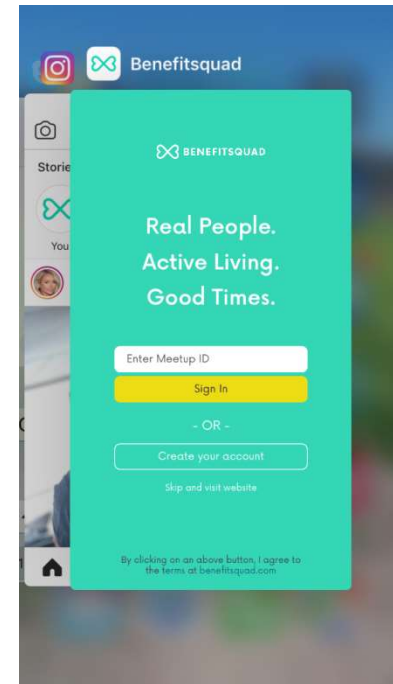 Benefitsquad
BENEFITSQUAD
Storie
You
Real People.
Active Living.
Good Times.
Enter Meetup ID
Sign In
- OR -
Create your account
Skip and visit website
By clicking on an above button, I agree to
the terms at benefitsquad.com